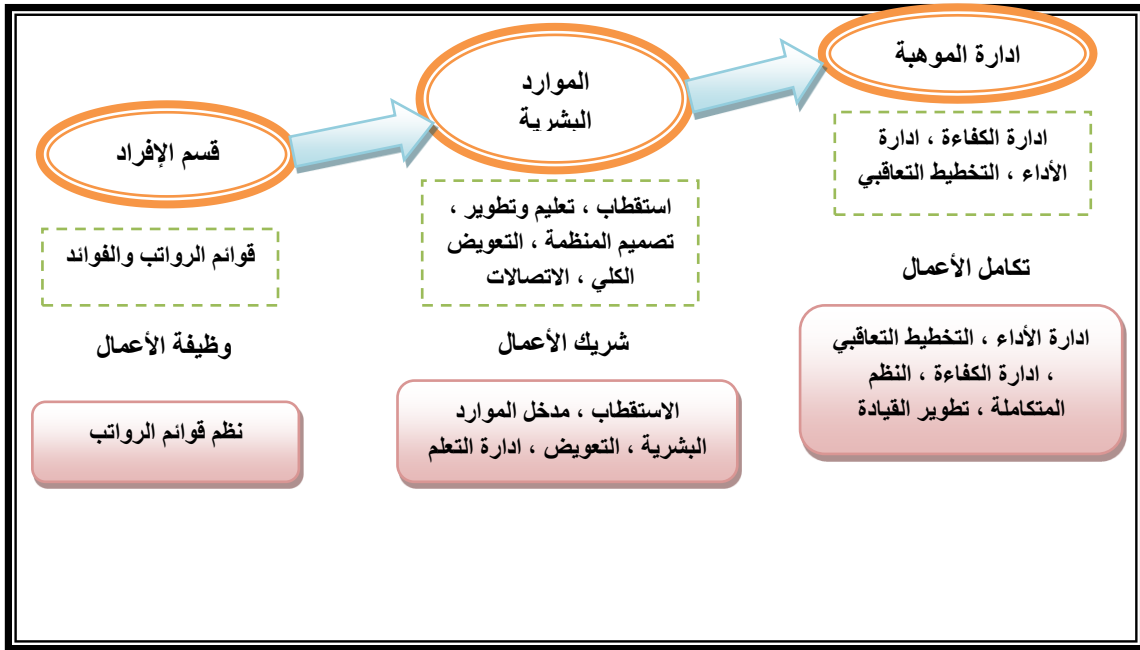 ادارة الموهبة
ادارة الكفاءة ، ادارة
الأداء ، التخطيط التعاقبي
تكامل الأعمال
ادارة الأداء ، التخطيط التعاقبي
، ادارة الكفاءة ، النظم
المتكاملة ، تطوير القيادة
الموارد
البشرية
استقطاب ، تعليم وتطوير ،
تصميم المنظمة ، التعويض
الكلي ، الاتصالات
شريك الأعمال
الاستقطاب ، مدخل الموارد
البشرية ، التعويض ، ادارة التعلم
قسم الإفراد
قوائم الرواتب والفوائد
وظيفة الأعمال
نظم قوائم الرواتب